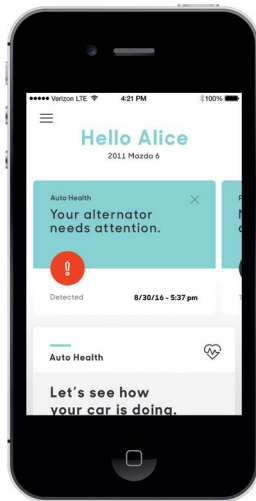 Verizon LTE 4:21 PM 100%
Hello Alice
2011 Mazda 6
Auto Health
Your alternator
needs attention.
!
Detected 8/30/16 - 5:37 pm
Auto Health
Let's see how
your car is doing.